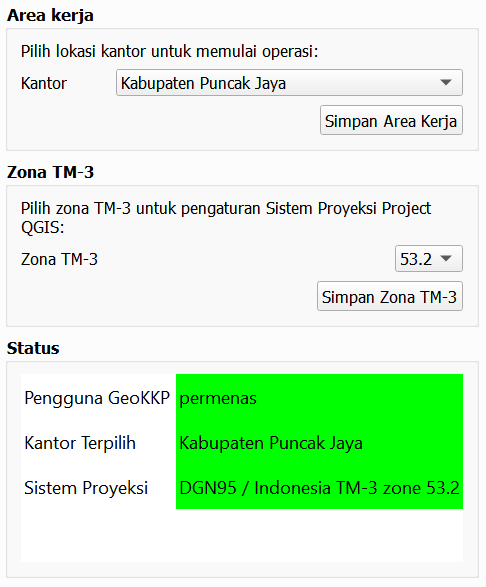 Area kerja
Pilih lokasi kantor untuk memulai operasi:
Kantor Kabupaten Puncak Jaya
Simpan Area Kerja
Zona TM-3
Pilih zona TM-3 untuk pengaturan Sistem Proyeksi Project
QGIS:
Zona TM-3 53.2
Simpan Zona TM-3
Status
Pengguna GeoKKP permenas
Kantor Terpilih Kabupaten Puncak Jaya
Sistem Proyeksi DGN95 / Indonesia TM-3 zone 53.2